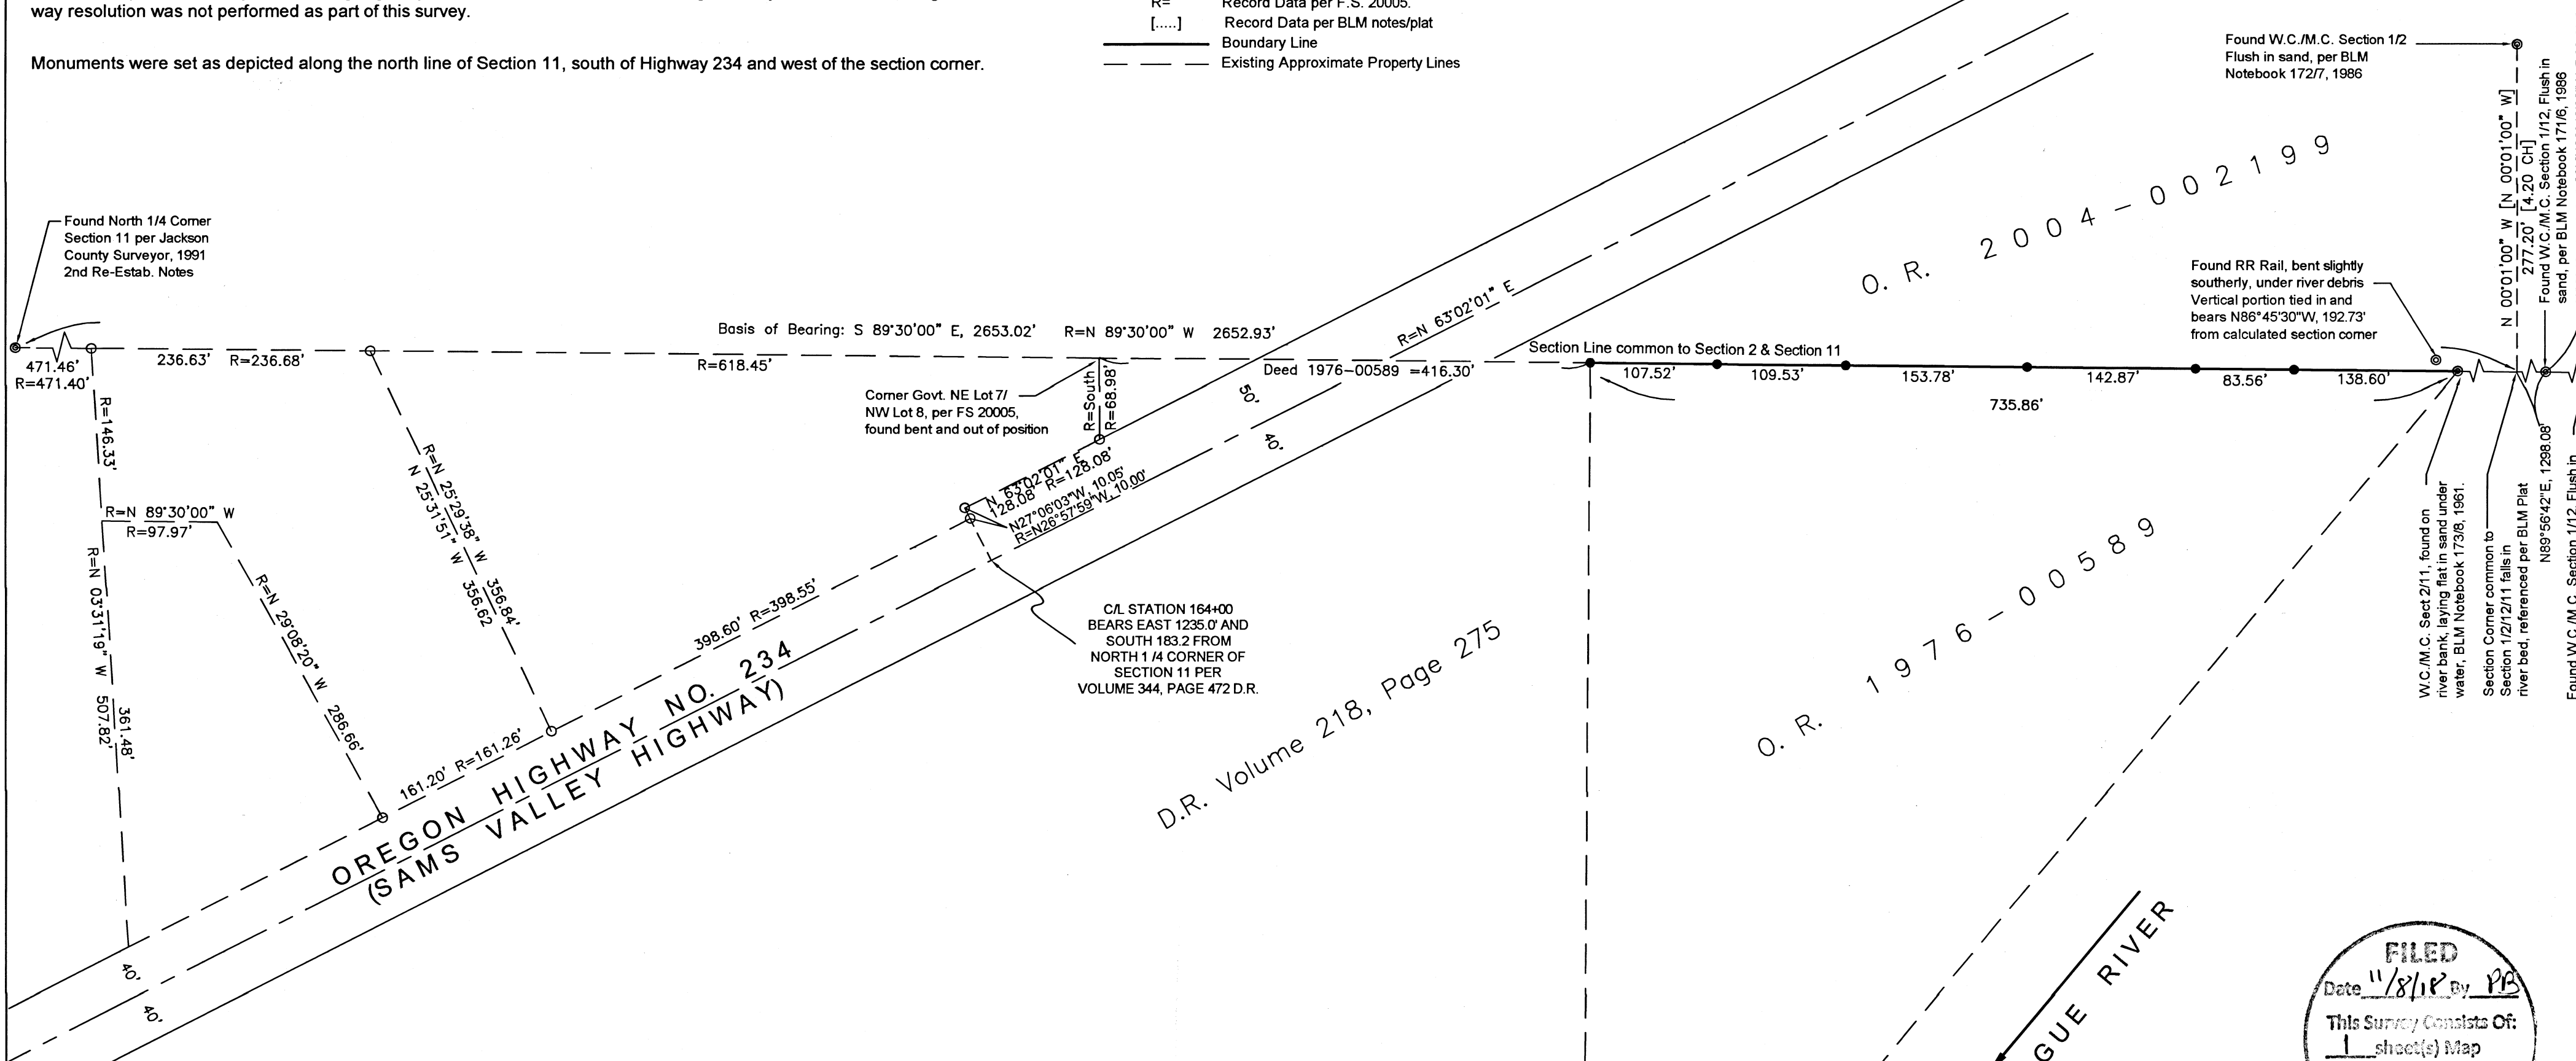 way resolution was not performed as part of this survey.
Monuments were set as depicted along the north line of Section 11, south of Highway 234 and west of the section corner.
R= Record Data per F.S. 20005.
[.....] Record Data per BLM notes/plat
Boundary Line
Existing Approximate Property Lines
Found W.C./M.C. Section 1/2
Flush in sand, per BLM
Notebook 172/7, 1986
N 00°01'00" W [N 00°01'00" W]
277.20' [4.20 CH]
Found W.C./M.C. Section 1/12, Flush in
sand, per BLM Notebook 171/6, 1986
O. R. 2004-002199
Found North 1/4 Corner
Section 11 per Jackson
County Surveyor, 1991
2nd Re-Estab. Notes
Found RR Rail, bent slightly
southerly, under river debris
Vertical portion tied in and
bears N86°45'30"W, 192.73'
from calculated section corner
Basis of Bearing: S 89°30'00" E, 2653.02' R=N 89°30'00" W 2652.93'
R=N 63°02'01" E
Section Line common to Section 2 & Section 11
471.46'
R=471.40'
236.63' R=236.68'
R=618.45'
Deed 1976-00589 =416.30'
107.52'
109.53'
153.78'
142.87'
83.56'
138.60'
735.86'
Corner Govt. NE Lot 7/
NW Lot 8, per FS 20005,
found bent and out of position
R=South
R=68.98'
50'
40'
R=146.33'
R=N 89°30'00" W
R=97.97'
R=N 25°29'38" W 356.84'
N 25°31'51" W 356.62
N 63°02'01" E
128.08' R=128.08'
N27°06'03"W, 10.05'
R=N26°57'59"W, 10.00'
N89°56'42"E, 1298.08'
W.C./M.C. Sect 2/11, found on
river bank, laying flat in sand under
water, BLM Notebook 173/8, 1961.
Section Corner common to
Section 1/2/12/11 falls in
river bed, referenced per BLM Plat
Found W.C./M.C. Section 1/12, Flush in
R=N 03°31'19" W 507.82'
361.48'
R=N 29°08'20" W 286.66'
398.60' R=398.55'
C/L STATION 164+00
BEARS EAST 1235.0' AND
SOUTH 183.2 FROM
NORTH 1 /4 CORNER OF
SECTION 11 PER
VOLUME 344, PAGE 472 D.R.
161.20' R=161.26'
OREGON HIGHWAY NO. 234
(SAMS VALLEY HIGHWAY)
D.R. Volume 218, Page 275
O. R. 1976-00589
40'
40'
GUE RIVER
FILED
Date 11/8/18 By PB
This Survey Consists Of:
1 sheet(s) Map